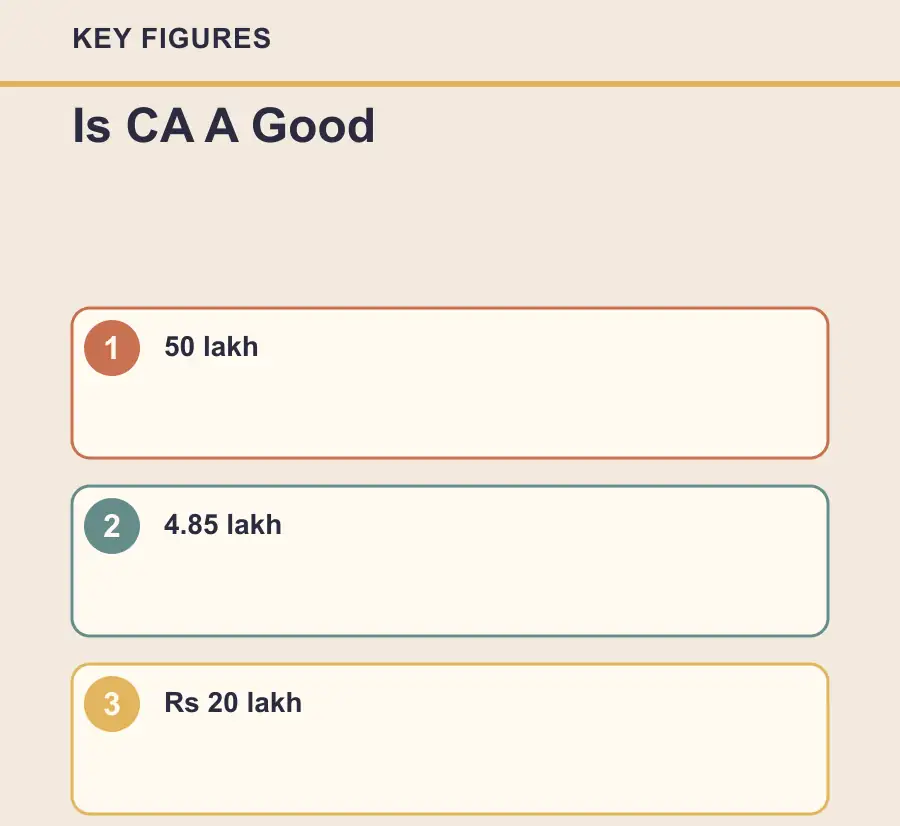 KEY FIGURES
Is CA A Good
1 50 lakh
2 4.85 lakh
3 Rs 20 lakh